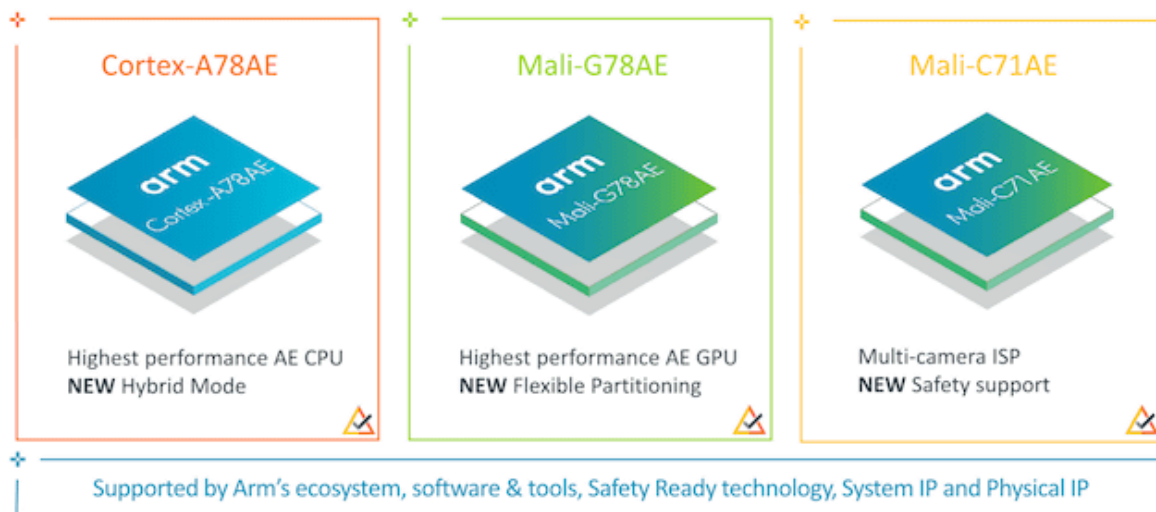 Cortex-A78AE
arm
Cortex-A78AE
Highest performance AE CPU
NEW Hybrid Mode
Mali-G78AE
arm
Mali-G78AE
Highest performance AE GPU
NEW Flexible Partitioning
Mali-C71AE
arm
Mali-C71AE
Multi-camera ISP
NEW Safety support
Supported by Arm's ecosystem, software & tools, Safety Ready technology, System IP and Physical IP